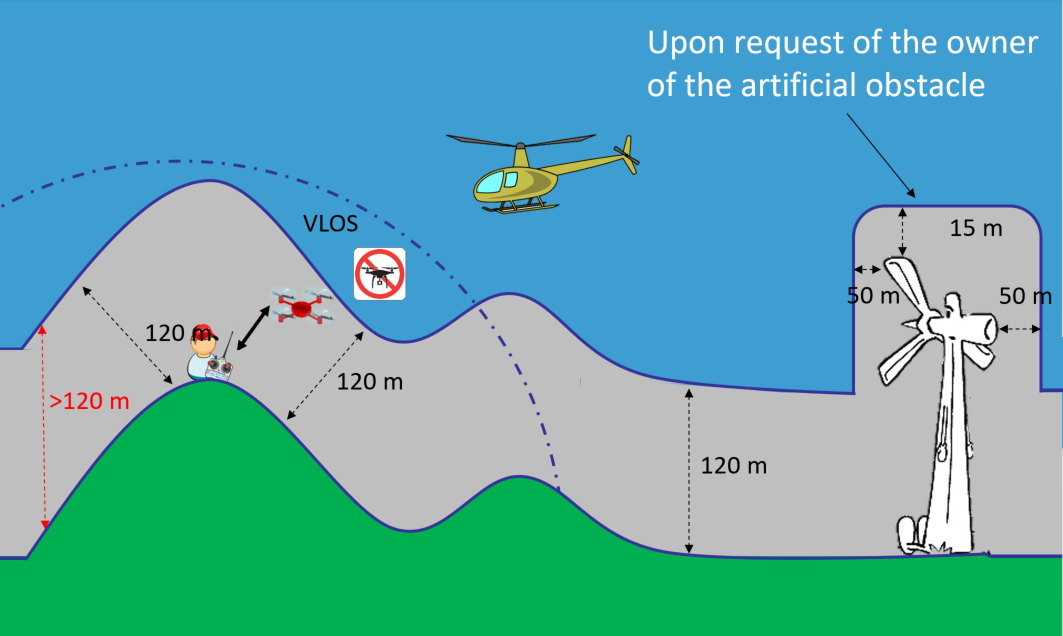 Upon request of the owner
of the artificial obstacle
VLOS
15 m
50 m
50 m
120 m
120 m
>120 m
120 m